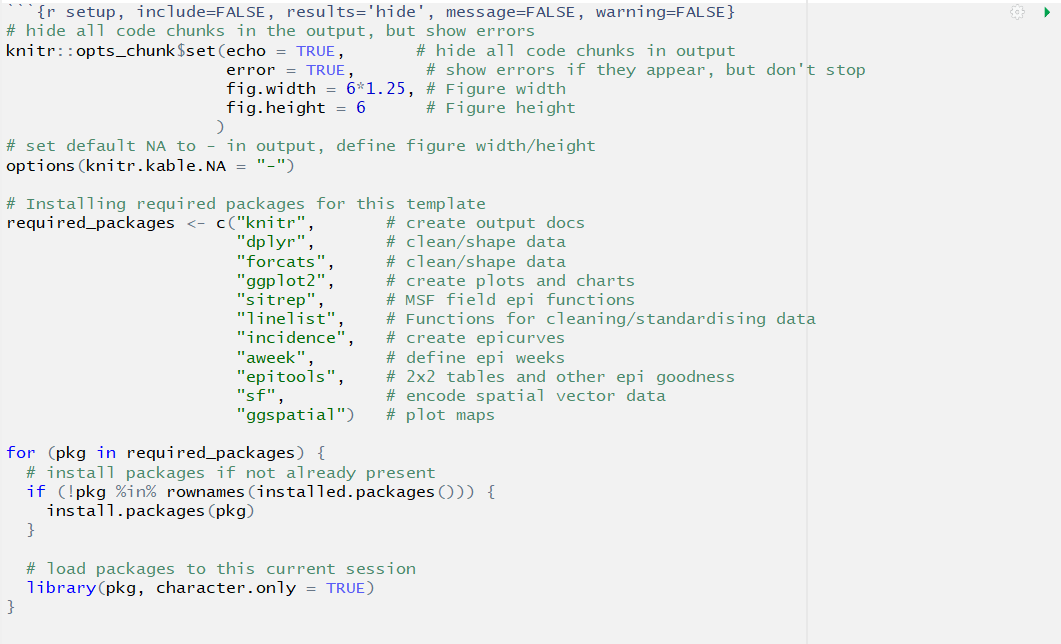 ```{r setup, include=FALSE, results='hide', message=FALSE, warning=FALSE}
# hide all code chunks in the output, but show errors
knitr::opts_chunk$set(echo = TRUE,       # hide all code chunks in output
                      error = TRUE,       # show errors if they appear, but don't stop
                      fig.width = 6*1.25, # Figure width
                      fig.height = 6      # Figure height
                     )
# set default NA to - in output, define figure width/height
options(knitr.kable.NA = "-")

# Installing required packages for this template
required_packages <- c("knitr",       # create output docs
                       "dplyr",       # clean/shape data
                       "forcats",     # clean/shape data
                       "ggplot2",     # create plots and charts
                       "sitrep",      # MSF field epi functions
                       "linelist",    # Functions for cleaning/standardising data
                       "incidence",   # create epicurves
                       "aweek",       # define epi weeks
                       "epitools",    # 2x2 tables and other epi goodness
                       "sf",          # encode spatial vector data
                       "ggspatial")   # plot maps

for (pkg in required_packages) {
  # install packages if not already present
  if (!pkg %in% rownames(installed.packages())) {
    install.packages(pkg)
  }

  # load packages to this current session
  library(pkg, character.only = TRUE)
}